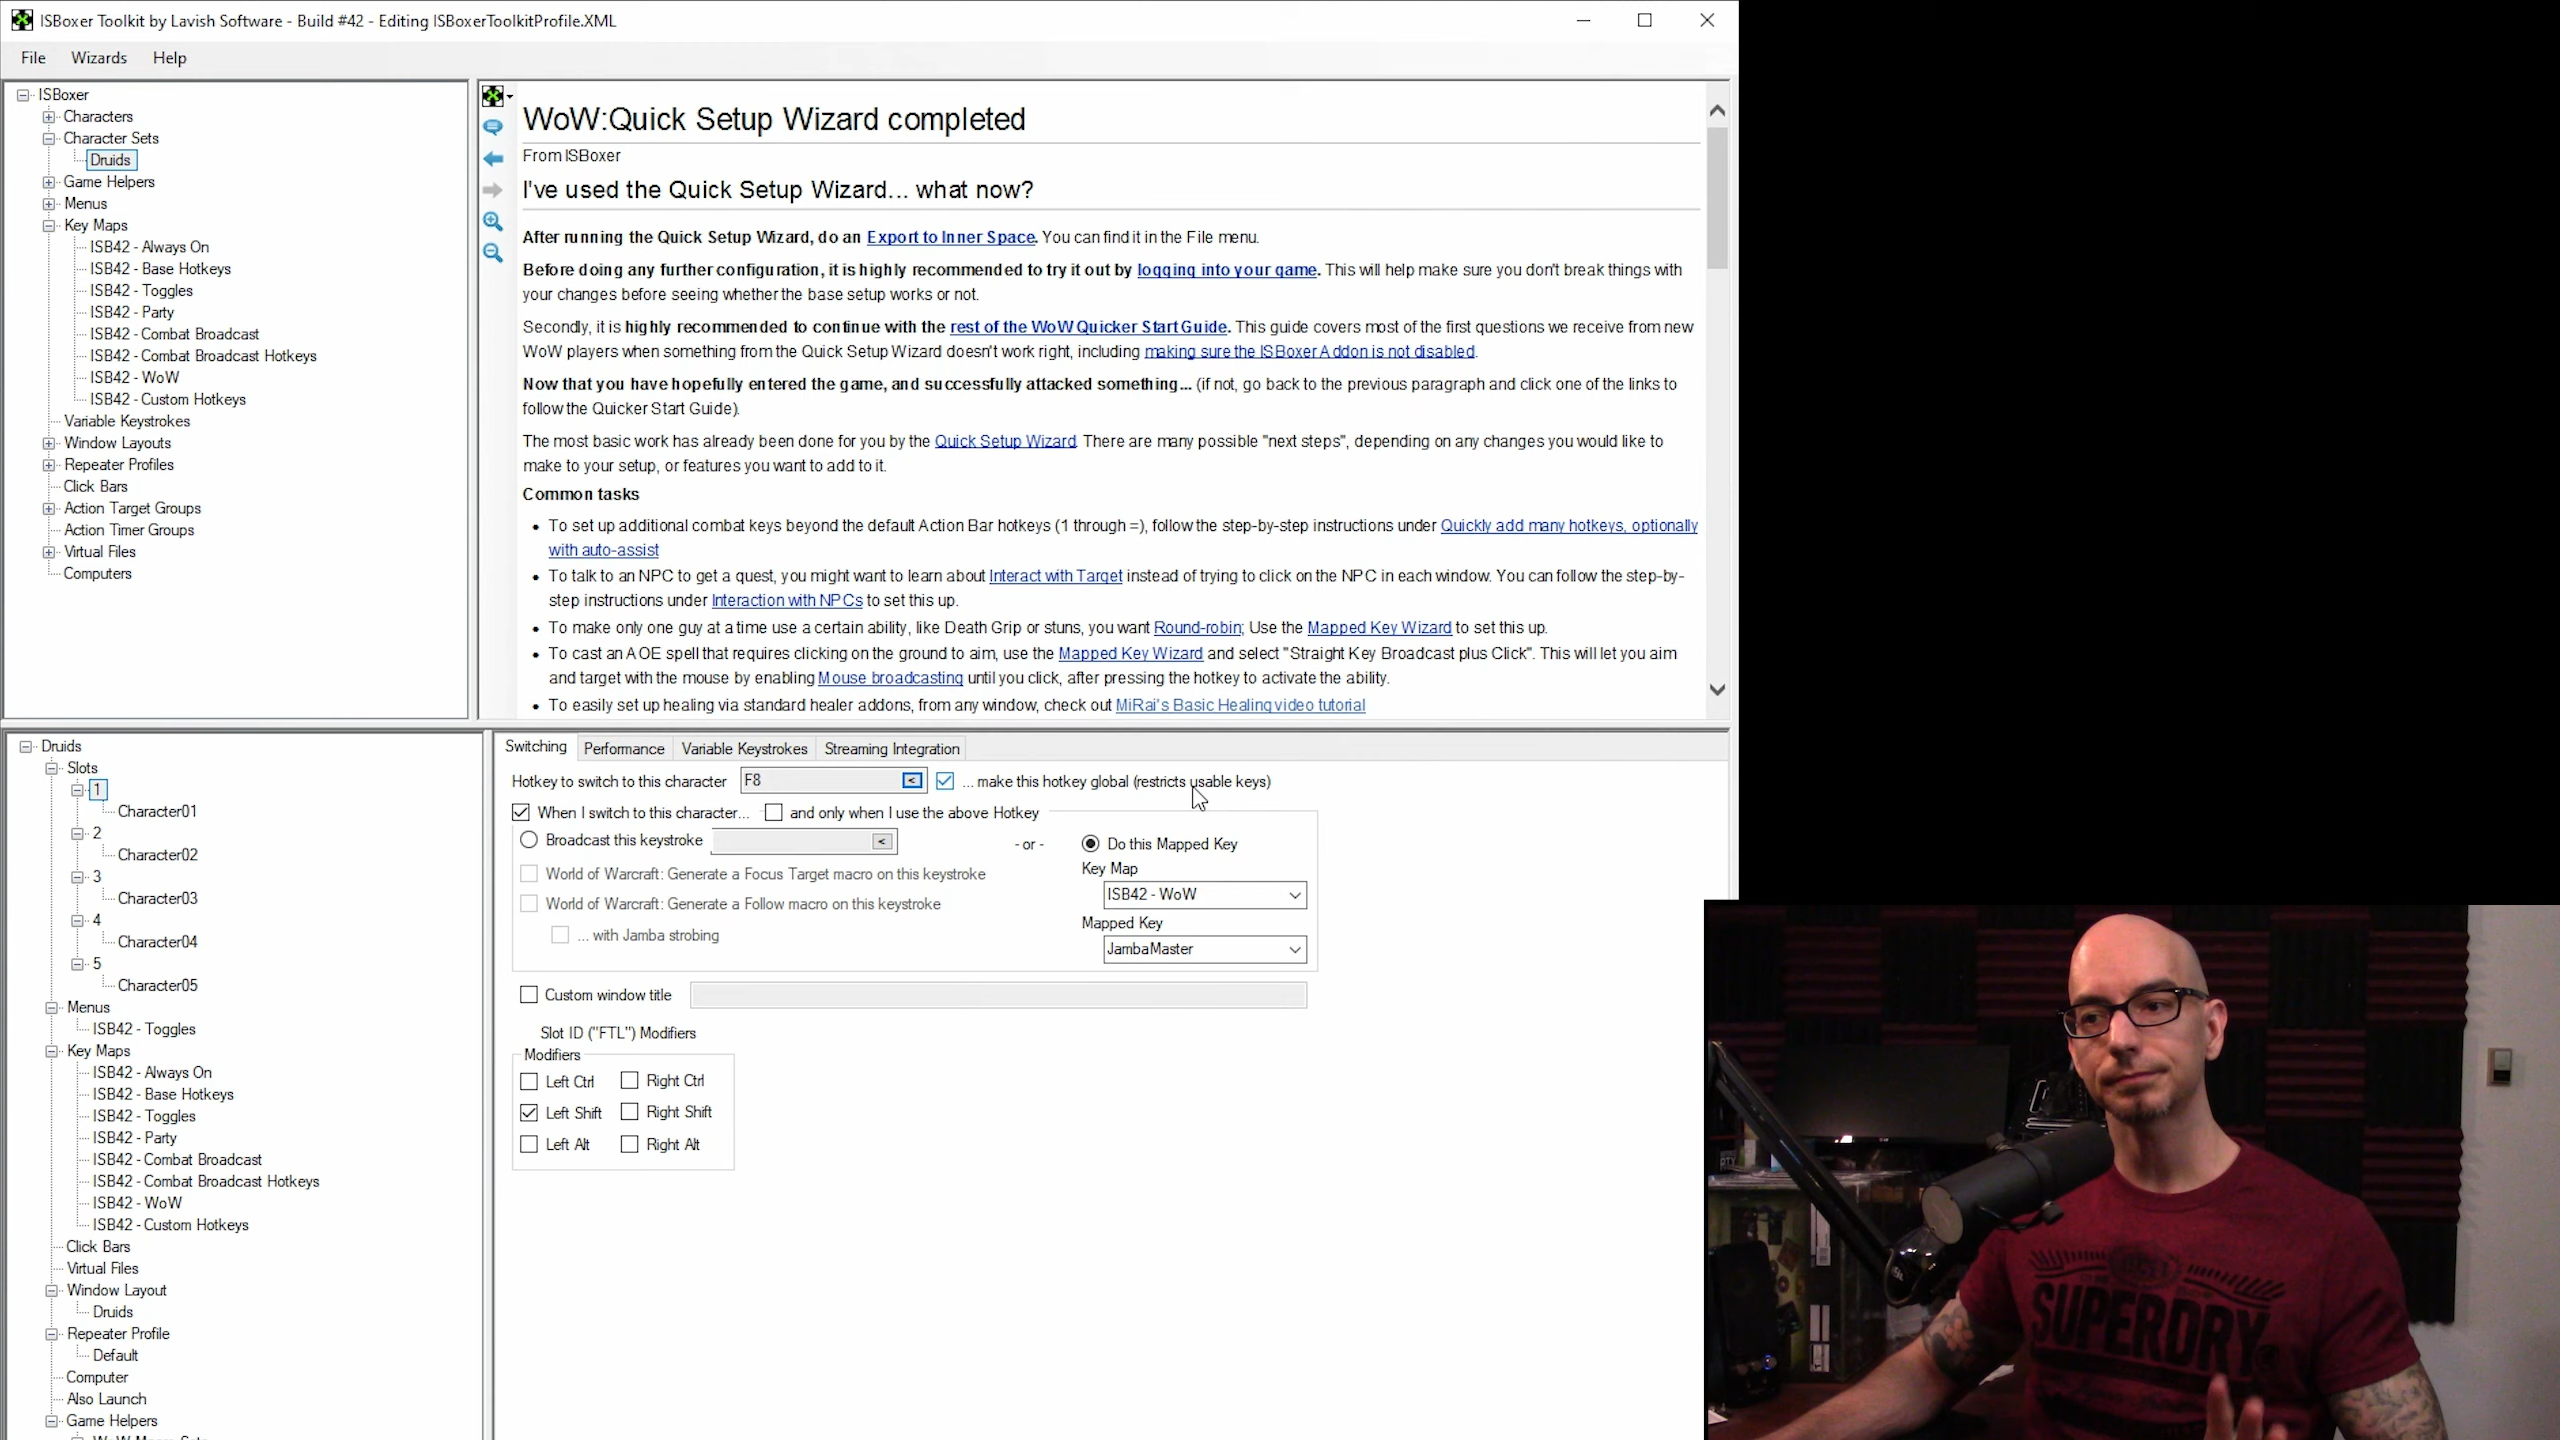 ISBoxer Toolkit by Lavish Software - Build #42 - Editing ISBoxerToolkitProfile.XML
File Wizards Help
ISBoxer
Characters
Character Sets
Druids
Game Helpers
Menus
Key Maps
ISB42 - Always On
ISB42 - Base Hotkeys
ISB42 - Toggles
ISB42 - Party
ISB42 - Combat Broadcast
ISB42 - Combat Broadcast Hotkeys
ISB42 - WoW
ISB42 - Custom Hotkeys
Variable Keystrokes
Window Layouts
Repeater Profiles
Click Bars
Action Target Groups
Action Timer Groups
Virtual Files
Computers
WoW:Quick Setup Wizard completed
From ISBoxer
I've used the Quick Setup Wizard... what now?
After running the Quick Setup Wizard, do an Export to Inner Space. You can find it in the File menu.
Before doing any further configuration, it is highly recommended to try it out by logging into your game. This will help make sure you don't break things with
your changes before seeing whether the base setup works or not.
Secondly, it is highly recommended to continue with the rest of the WoW Quicker Start Guide. This guide covers most of the first questions we receive from new
WoW players when something from the Quick Setup Wizard doesn't work right, including making sure the ISBoxer Addon is not disabled.
Now that you have hopefully entered the game, and successfully attacked something... (if not, go back to the previous paragraph and click one of the links to
follow the Quicker Start Guide).
The most basic work has already been done for you by the Quick Setup Wizard. There are many possible "next steps", depending on any changes you would like to
make to your setup, or features you want to add to it.
Common tasks
• To set up additional combat keys beyond the default Action Bar hotkeys (1 through =), follow the step-by-step instructions under Quickly add many hotkeys, optionally
with auto-assist
• To talk to an NPC to get a quest, you might want to learn about Interact with Target instead of trying to click on the NPC in each window. You can follow the step-by-
step instructions under Interaction with NPCs to set this up.
• To make only one guy at a time use a certain ability, like Death Grip or stuns, you want Round-robin; Use the Mapped Key Wizard to set this up.
• To cast an AOE spell that requires clicking on the ground to aim, use the Mapped Key Wizard and select "Straight Key Broadcast plus Click". This will let you aim
and target with the mouse by enabling Mouse broadcasting until you click, after pressing the hotkey to activate the ability.
• To easily set up healing via standard healer addons, from any window, check out MiRai's Basic Healing video tutorial
Druids
Slots
1
Character01
2
Character02
3
Character03
4
Character04
5
Character05
Menus
ISB42 - Toggles
Key Maps
ISB42 - Always On
ISB42 - Base Hotkeys
ISB42 - Toggles
ISB42 - Party
ISB42 - Combat Broadcast
ISB42 - Combat Broadcast Hotkeys
ISB42 - WoW
ISB42 - Custom Hotkeys
Click Bars
Virtual Files
Window Layout
Druids
Repeater Profile
Default
Computer
Also Launch
Game Helpers
Switching Performance Variable Keystrokes Streaming Integration
Hotkey to switch to this character F8 < ... make this hotkey global (restricts usable keys)
When I switch to this character... and only when I use the above Hotkey
Broadcast this keystroke < - or - Do this Mapped Key
World of Warcraft: Generate a Focus Target macro on this keystroke
World of Warcraft: Generate a Follow macro on this keystroke
... with Jamba strobing
Key Map
ISB42 - WoW
Mapped Key
JambaMaster
Custom window title
Slot ID ("FTL") Modifiers
Modifiers
Left Ctrl Right Ctrl
Left Shift Right Shift
Left Alt Right Alt
SUPERDRY